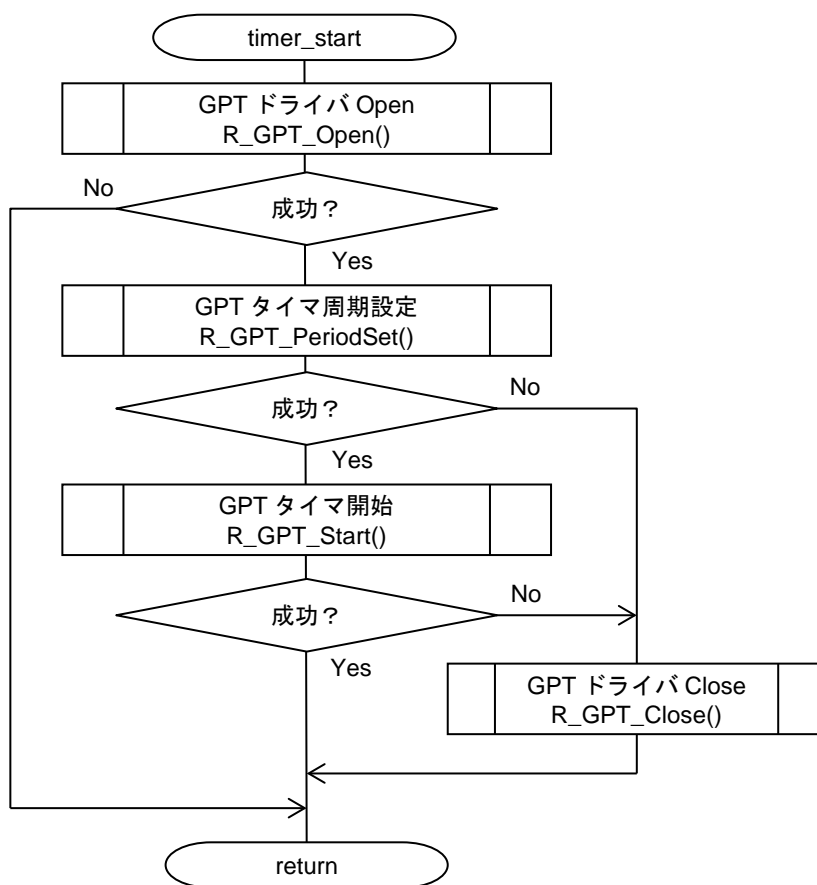 timer_start
GPT ドライバ Open
R_GPT_Open()
No
成功？
Yes
GPT タイマ周期設定
R_GPT_PeriodSet()
No
成功？
Yes
GPT タイマ開始
R_GPT_Start()
No
成功？
Yes
GPT ドライバ Close
R_GPT_Close()
return